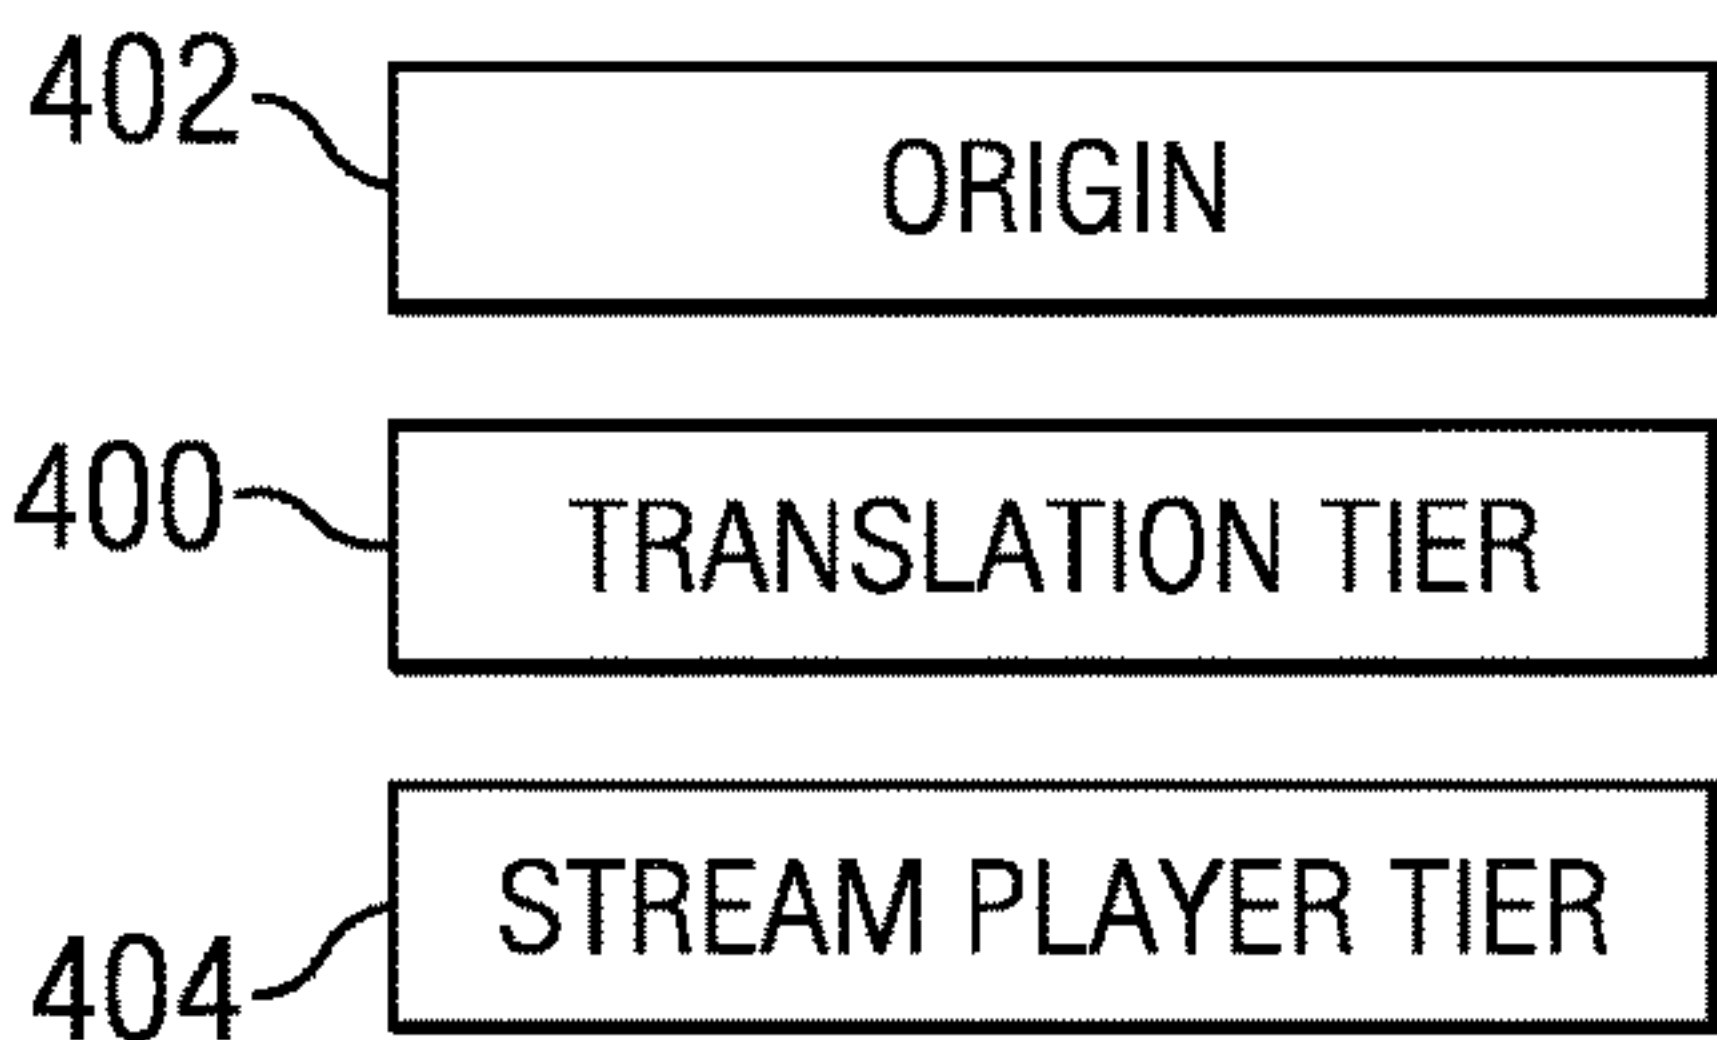 402
ORIGIN
400
TRANSLATION TIER
STREAM PLAYER TIER
404